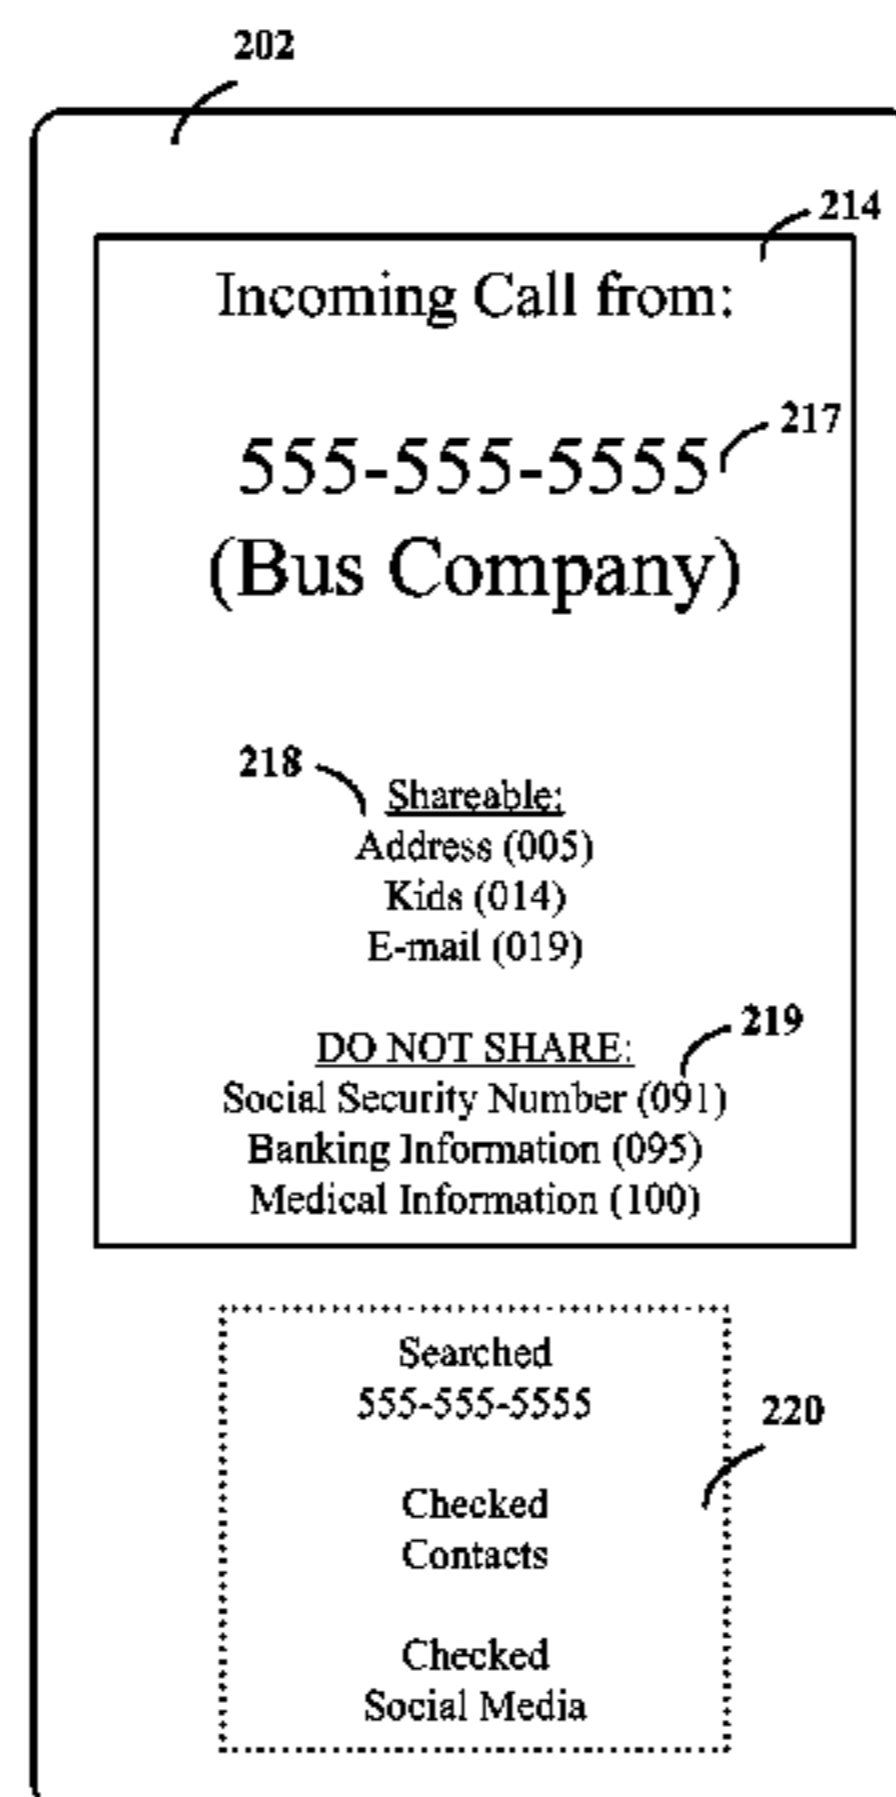 202
214
Incoming Call from:
217
555-555-5555
(Bus Company)
218
Shareable:
Address (005)
Kids (014)
E-mail (019)
219
DO NOT SHARE:
Social Security Number (091)
Banking Information (095)
Medical Information (100)
Searched
555-555-5555
220
Checked
Contacts
Checked
Social Media